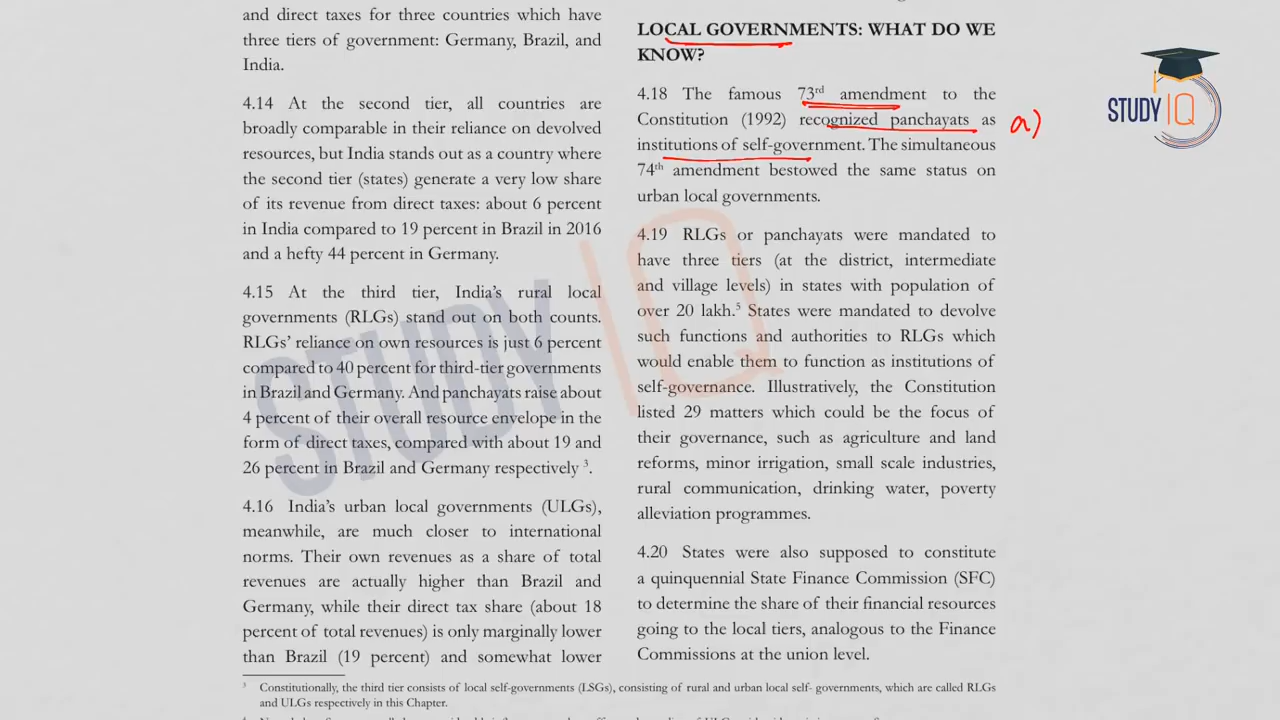 and direct taxes for three countries which have
three tiers of government: Germany, Brazil, and
India.
4.14 At the second tier, all countries are
broadly comparable in their reliance on devolved
resources, but India stands out as a country where
the second tier (states) generate a very low share
of its revenue from direct taxes: about 6 percent
in India compared to 19 percent in Brazil in 2016
and a hefty 44 percent in Germany.
4.15 At the third tier, India's rural local
governments (RLGs) stand out on both counts.
RLGs' reliance on own resources is just 6 percent
compared to 40 percent for third-tier governments
in Brazil and Germany. And panchayats raise about
4 percent of their overall resource envelope in the
form of direct taxes, compared with about 19 and
26 percent in Brazil and Germany respectively ³.
4.16 India's urban local governments (ULGs),
meanwhile, are much closer to international
norms. Their own revenues as a share of total
revenues are actually higher than Brazil and
Germany, while their direct tax share (about 18
percent of total revenues) is only marginally lower
than Brazil (19 percent) and somewhat lower
LOCAL GOVERNMENTS: WHAT DO WE
KNOW?
4.18 The famous 73rd amendment to the
Constitution (1992) recognized panchayats as
institutions of self-government. The simultaneous
74th amendment bestowed the same status on
urban local governments.
4.19 RLGs or panchayats were mandated to
have three tiers (at the district, intermediate
and village levels) in states with population of
over 20 lakh.⁵ States were mandated to devolve
such functions and authorities to RLGs which
would enable them to function as institutions of
self-governance. Illustratively, the Constitution
listed 29 matters which could be the focus of
their governance, such as agriculture and land
reforms, minor irrigation, small scale industries,
rural communication, drinking water, poverty
alleviation programmes.
4.20 States were also supposed to constitute
a quinquennial State Finance Commission (SFC)
to determine the share of their financial resources
going to the local tiers, analogous to the Finance
Commissions at the union level.
³ Constitutionally, the third tier consists of local self-governments (LSGs), consisting of rural and urban local self- governments, which are called RLGs
and ULGs respectively in this Chapter.
a)
STUDY IQ
STUDY IQ